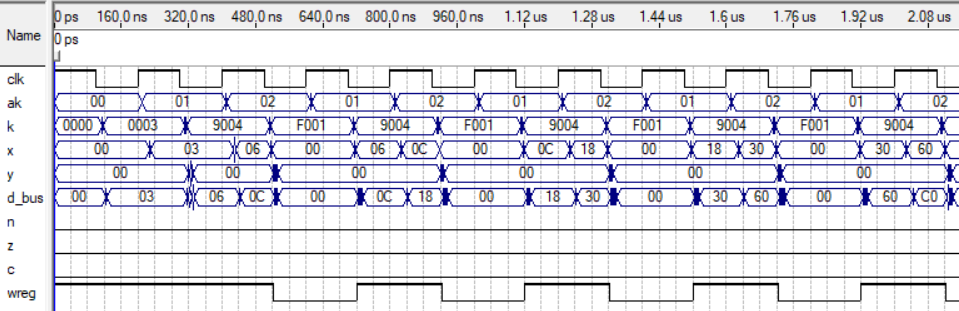 Name 0 ps 160.0 ns 320.0 ns 480.0 ns 640.0 ns 800.0 ns 960.0 ns 1.12 us 1.28 us 1.44 us 1.6 us 1.76 us 1.92 us 2.08 us
0 ps
clk
ak 00 01 02 01 02 01 02 01 02 01 02
k 0000 0003 9004 F001 9004 F001 9004 F001 9004 F001 9004
x 00 03 06 00 06 0C 00 0C 18 00 18 30 00 30 60
y 00 00 00 00 00 00
d_bus 00 03 06 0C 00 0C 18 00 18 30 00 30 60 00 60 C0
n
z
c
wreg